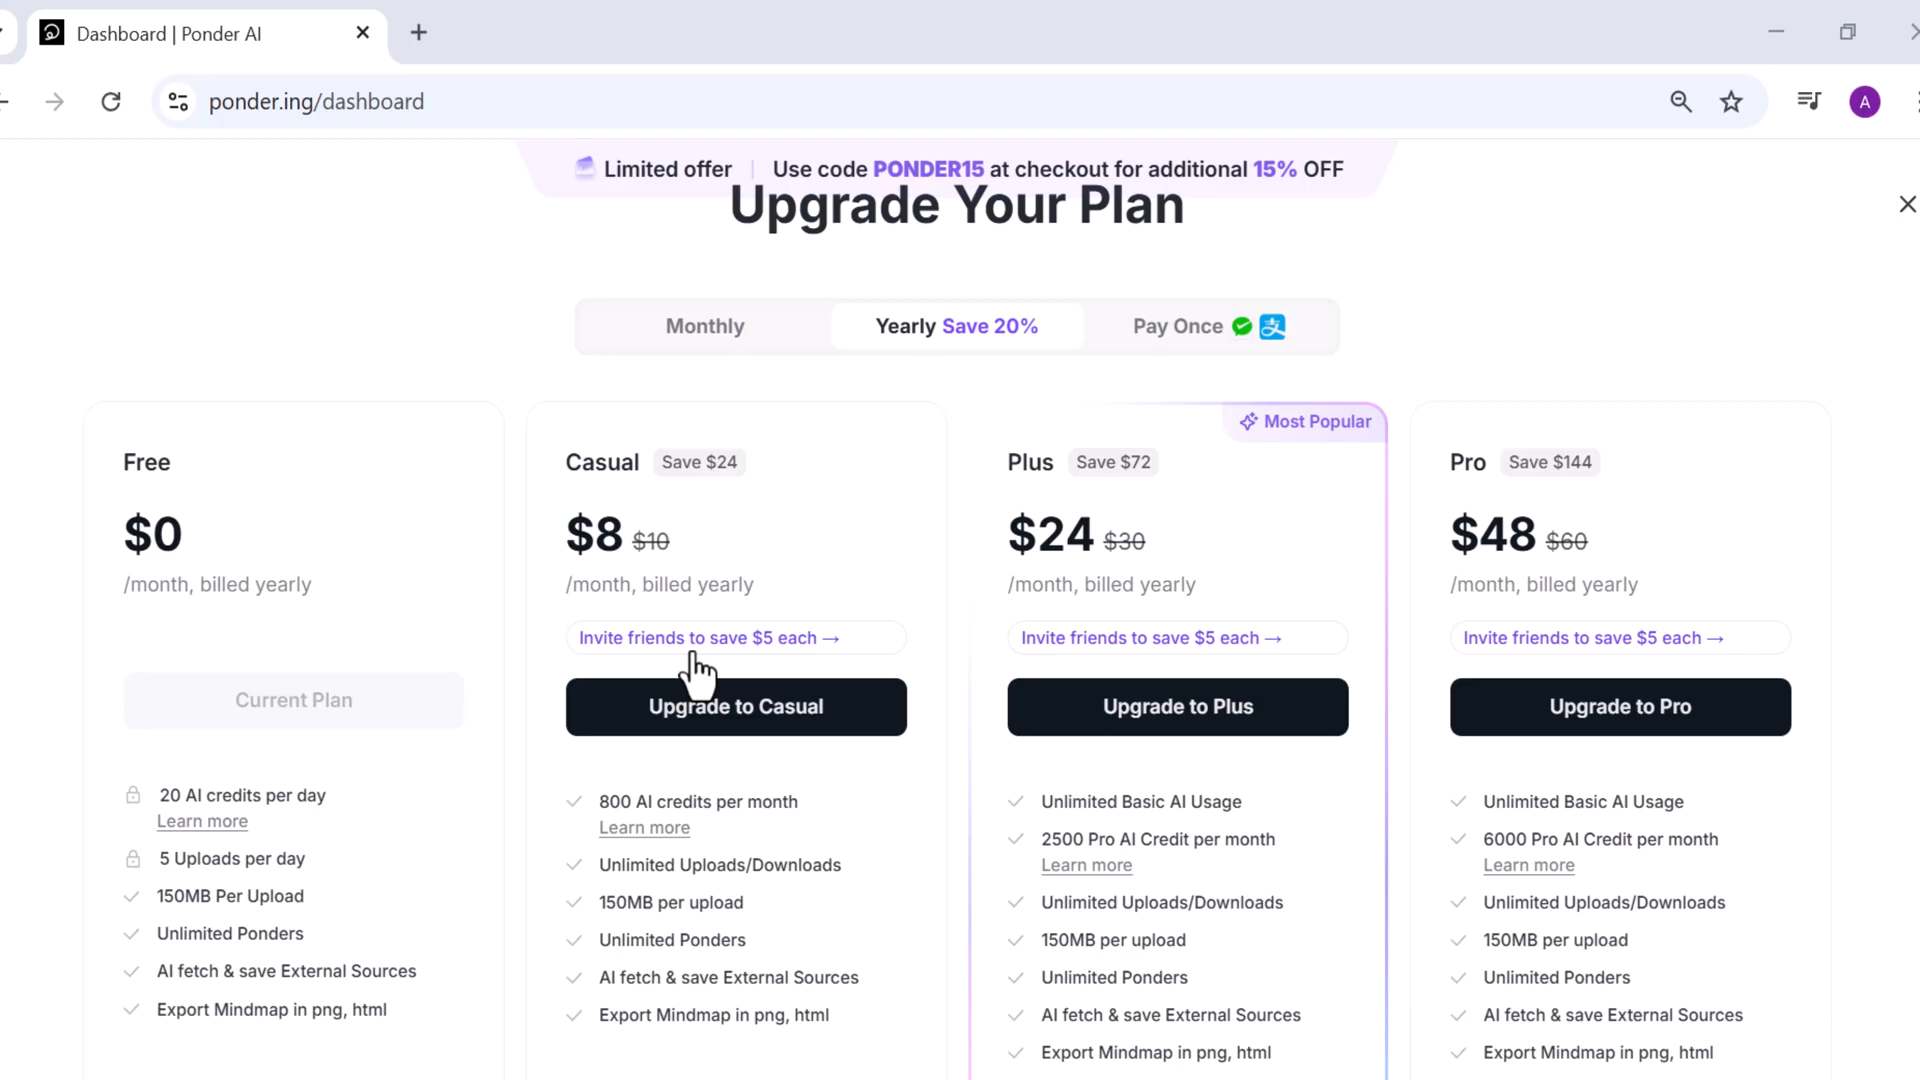 Dashboard | Ponder AI
ponder.ing/dashboard
A
Limited offer | Use code PONDER15 at checkout for additional 15% OFF
Upgrade Your Plan
Monthly
Yearly Save 20%
Pay Once
Most Popular
Free
$0
/month, billed yearly
Current Plan
20 AI credits per day
Learn more
5 Uploads per day
150MB Per Upload
Unlimited Ponders
AI fetch & save External Sources
Export Mindmap in png, html
Casual Save $24
$8 $10
/month, billed yearly
Invite friends to save $5 each →
Upgrade to Casual
800 AI credits per month
Learn more
Unlimited Uploads/Downloads
150MB per upload
Unlimited Ponders
AI fetch & save External Sources
Export Mindmap in png, html
Plus Save $72
$24 $30
/month, billed yearly
Invite friends to save $5 each →
Upgrade to Plus
Unlimited Basic AI Usage
2500 Pro AI Credit per month
Learn more
Unlimited Uploads/Downloads
150MB per upload
Unlimited Ponders
AI fetch & save External Sources
Export Mindmap in png, html
Pro Save $144
$48 $60
/month, billed yearly
Invite friends to save $5 each →
Upgrade to Pro
Unlimited Basic AI Usage
6000 Pro AI Credit per month
Learn more
Unlimited Uploads/Downloads
150MB per upload
Unlimited Ponders
AI fetch & save External Sources
Export Mindmap in png, html